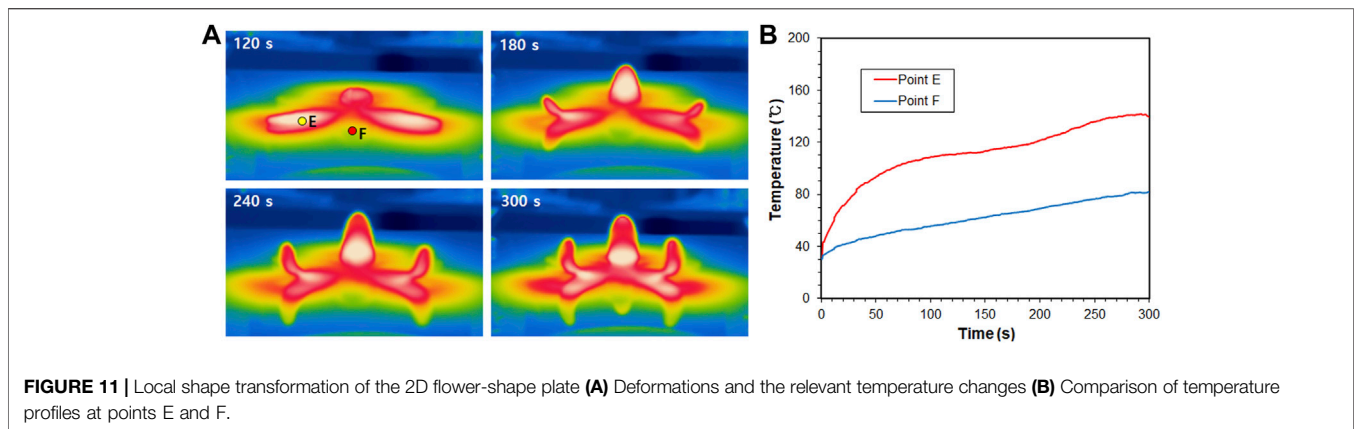 A
120 s
E
F
180 s
240 s
300 s
B
200
160
120
80
40
0
Temperature (℃)
Point E
Point F
0 50 100 150 200 250 300
Time (s)
FIGURE 11 | Local shape transformation of the 2D flower-shape plate (A) Deformations and the relevant temperature changes (B) Comparison of temperature
profiles at points E and F.